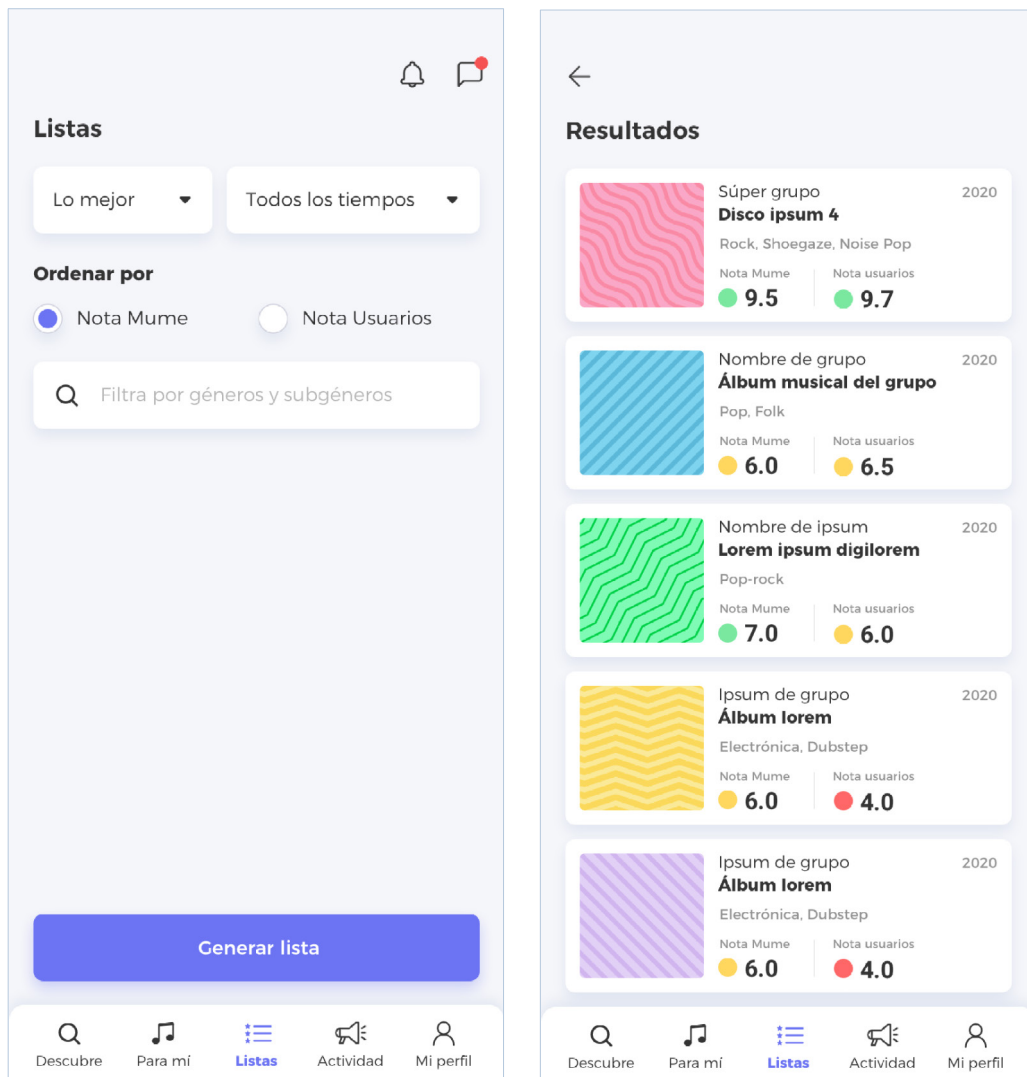 Listas
Lo mejor Todos los tiempos
Ordenar por
Nota Mume Nota Usuarios
Filtra por géneros y subgéneros
Generar lista
Descubre Para mí Listas Actividad Mi perfil
Resultados
Súper grupo 2020
Disco ipsum 4
Rock, Shoegaze, Noise Pop
Nota Mume Nota usuarios
9.5 9.7
Nombre de grupo 2020
Álbum musical del grupo
Pop, Folk
Nota Mume Nota usuarios
6.0 6.5
Nombre de ipsum 2020
Lorem ipsum digilorem
Pop-rock
Nota Mume Nota usuarios
7.0 6.0
Ipsum de grupo 2020
Álbum lorem
Electrónica, Dubstep
Nota Mume Nota usuarios
6.0 4.0
Ipsum de grupo 2020
Álbum lorem
Electrónica, Dubstep
Nota Mume Nota usuarios
6.0 4.0
Descubre Para mí Listas Actividad Mi perfil